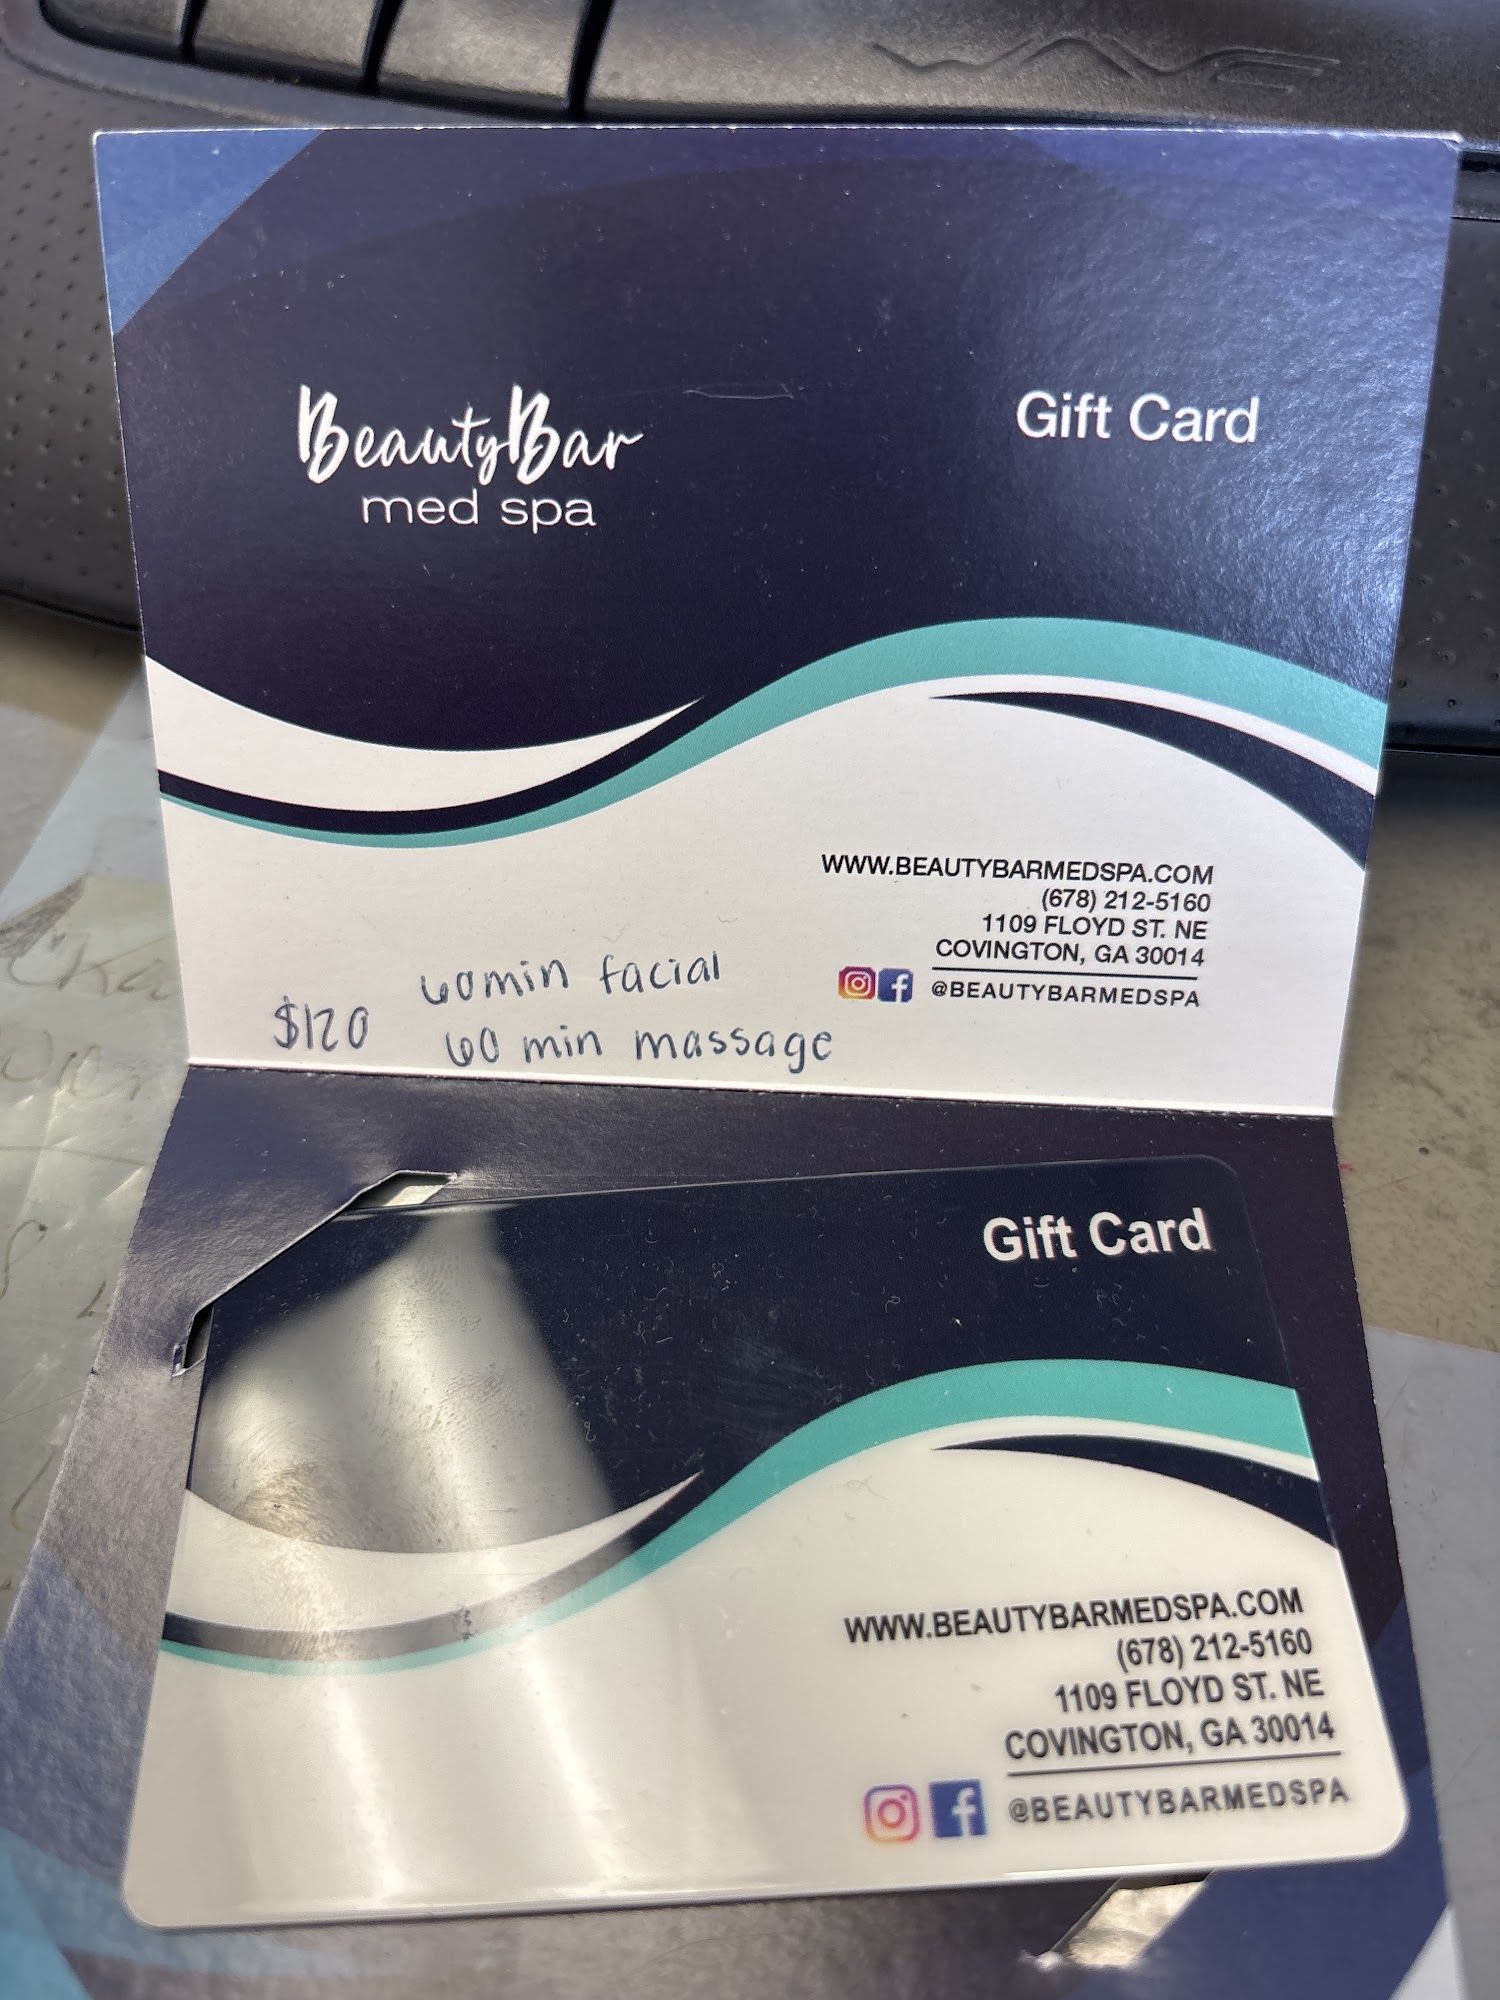 WAVE
BeautyBar
med spa
Gift Card
WWW.BEAUTYBARMEDSPA.COM
(678) 212-5160
1109 FLOYD ST. NE
COVINGTON, GA 30014
@BEAUTYBARMEDSPA
60min facial
$120 60 min massage
Gift Card
WWW.BEAUTYBARMEDSPA.COM
(678) 212-5160
1109 FLOYD ST. NE
COVINGTON, GA 30014
@BEAUTYBARMEDSPA